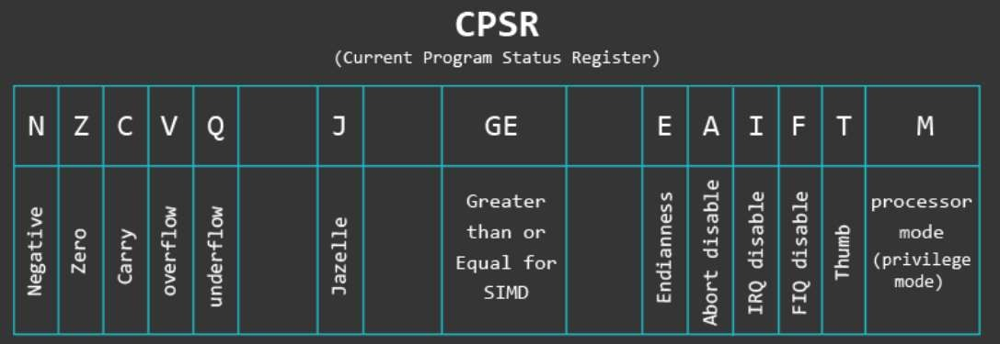 CPSR
(Current Program Status Register)
N Z C V Q J GE E A I F T M
Negative
Zero
Carry
overflow
underflow
Jazelle
Greater
than or
Equal for
SIMD
Endianness
Abort disable
IRQ disable
FIQ disable
Thumb
processor
mode
(privilege
mode)